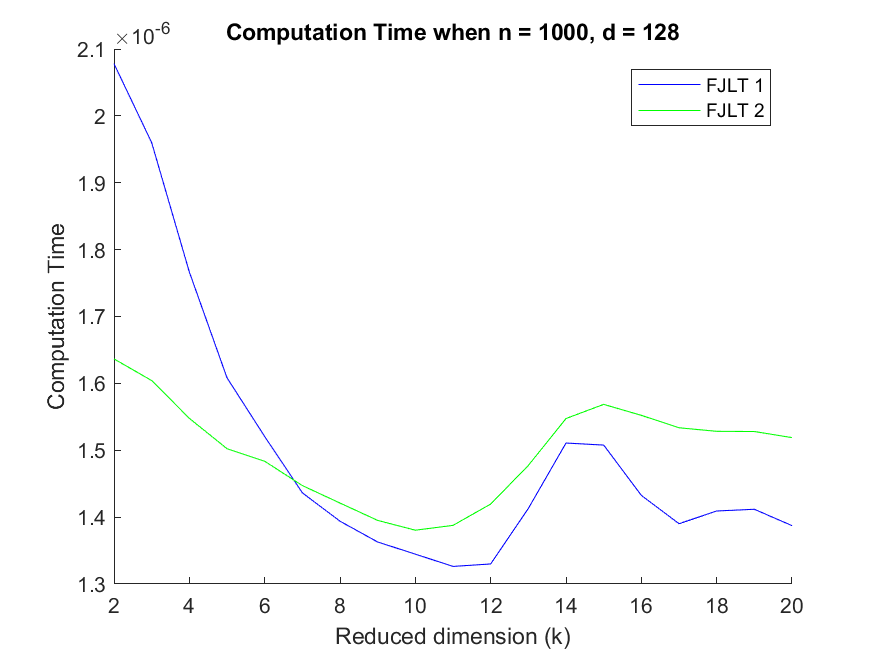 Computation Time when n = 1000, d = 128
×10-6
2.1
2
1.9
1.8
1.7
1.6
1.5
1.4
1.3
Computation Time
FJLT 1
FJLT 2
2 4 6 8 10 12 14 16 18 20
Reduced dimension (k)